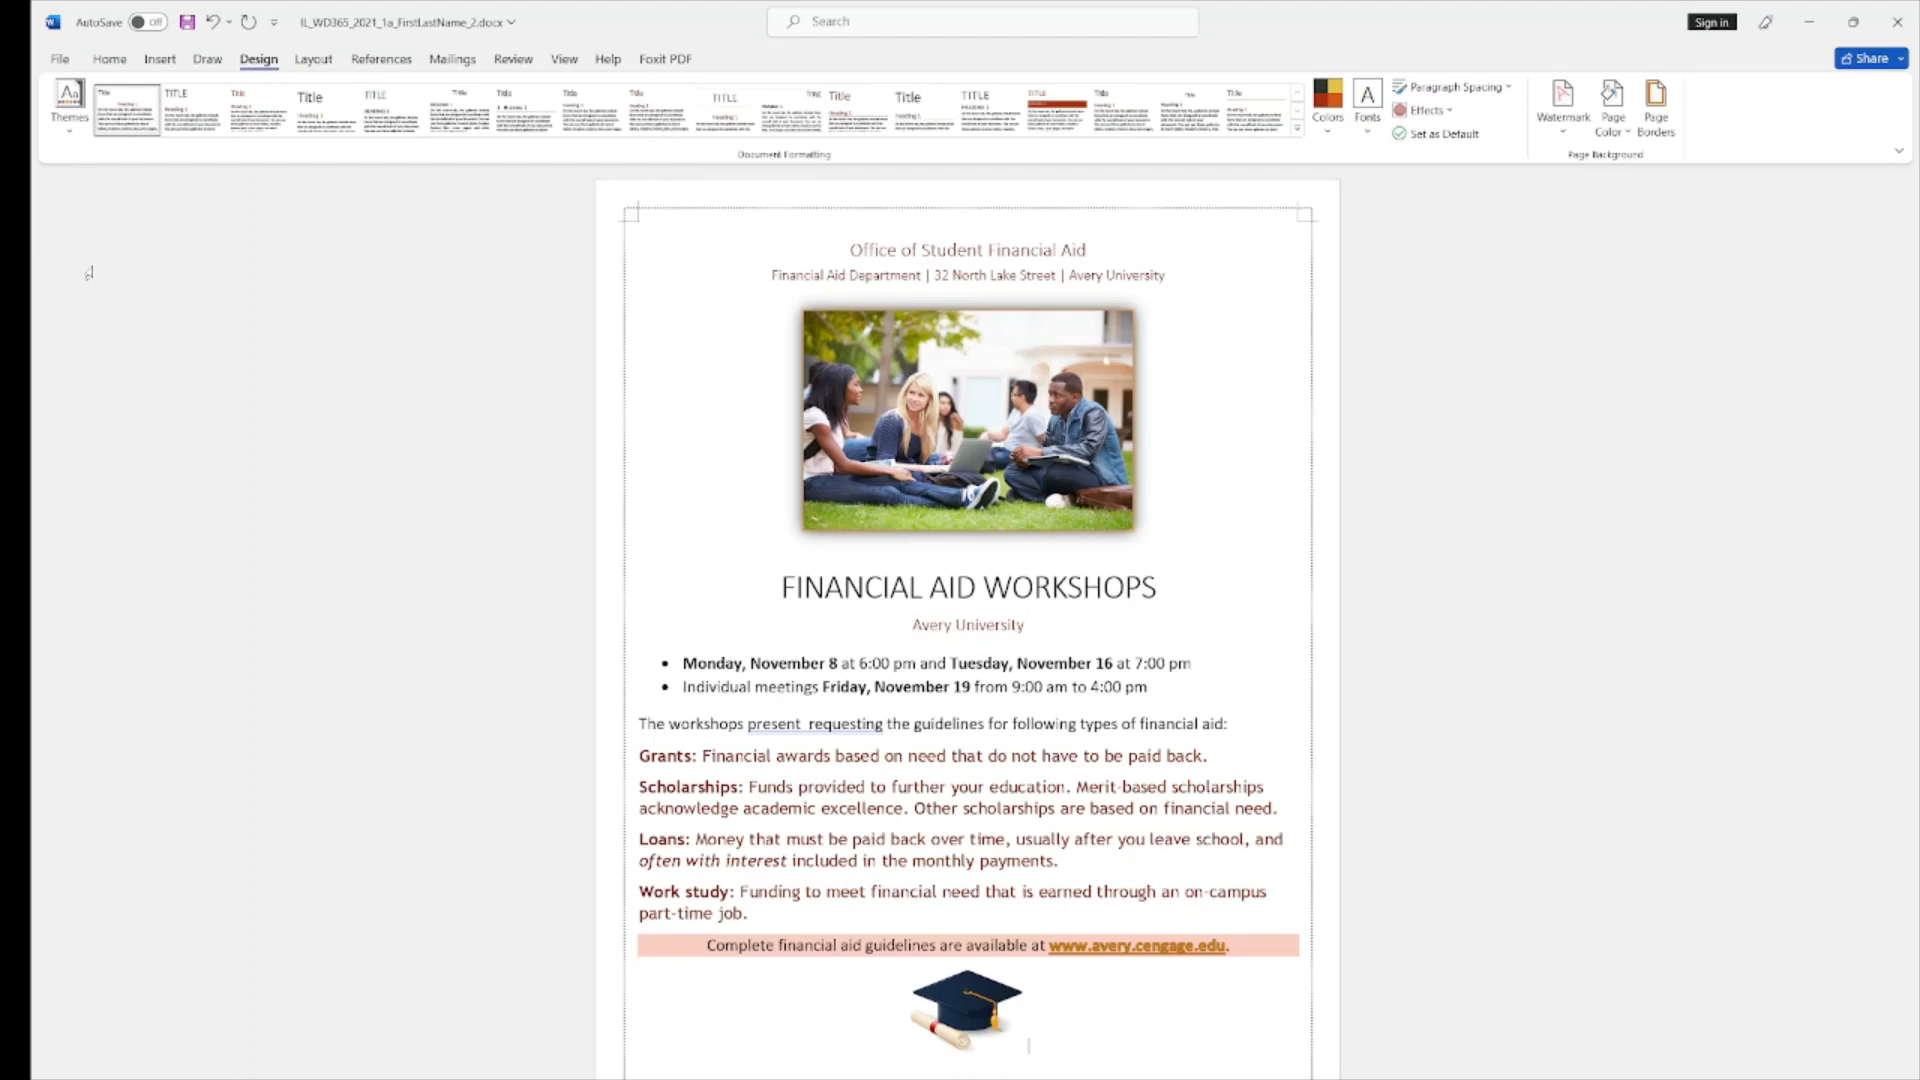 AutoSave Off IL_WD365_2021_1a_FirstLastName_2.docx Search Sign in
File Home Insert Draw Design Layout References Mailings Review View Help Foxit PDF Share
Themes
Colors
Fonts
Paragraph Spacing
Effects
Set as Default
Watermark
Page Color
Page Borders
Document Formatting
Page Background
Office of Student Financial Aid
Financial Aid Department | 32 North Lake Street | Avery University
FINANCIAL AID WORKSHOPS
Avery University
• Monday, November 8 at 6:00 pm and Tuesday, November 16 at 7:00 pm
• Individual meetings Friday, November 19 from 9:00 am to 4:00 pm
The workshops present requesting the guidelines for following types of financial aid:
Grants: Financial awards based on need that do not have to be paid back.
Scholarships: Funds provided to further your education. Merit-based scholarships
acknowledge academic excellence. Other scholarships are based on financial need.
Loans: Money that must be paid back over time, usually after you leave school, and
often with interest included in the monthly payments.
Work study: Funding to meet financial need that is earned through an on-campus
part-time job.
Complete financial aid guidelines are available at www.avery.cengage.edu.